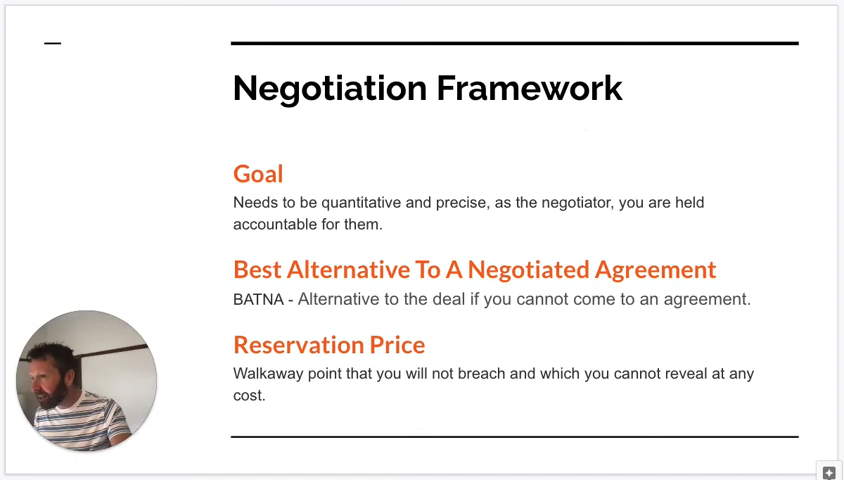 Negotiation Framework
Goal
Needs to be quantitative and precise, as the negotiator, you are held
accountable for them.
Best Alternative To A Negotiated Agreement
BATNA - Alternative to the deal if you cannot come to an agreement.
Reservation Price
Walkaway point that you will not breach and which you cannot reveal at any
cost.